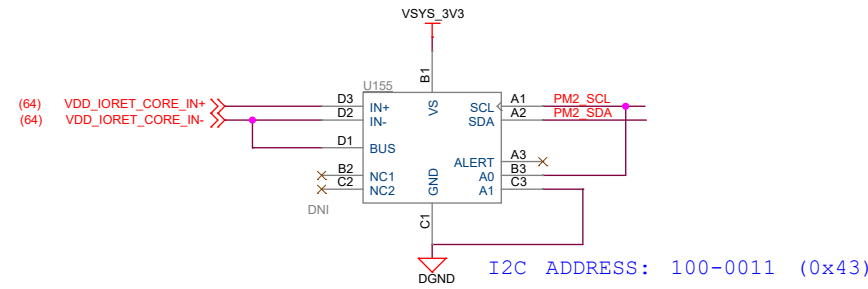 VSYS_3V3
B1
U155
(64) VDD_IORET_CORE_IN+ D3 IN+ VS SCL A1 PM2_SCL
(64) VDD_IORET_CORE_IN- D2 IN- SDA A2 PM2_SDA
D1 BUS
ALERT A3
B2 NC1 A0 B3
C2 NC2 GND A1 C3
DNI
C1
DGND
I2C ADDRESS: 100-0011 (0x43)